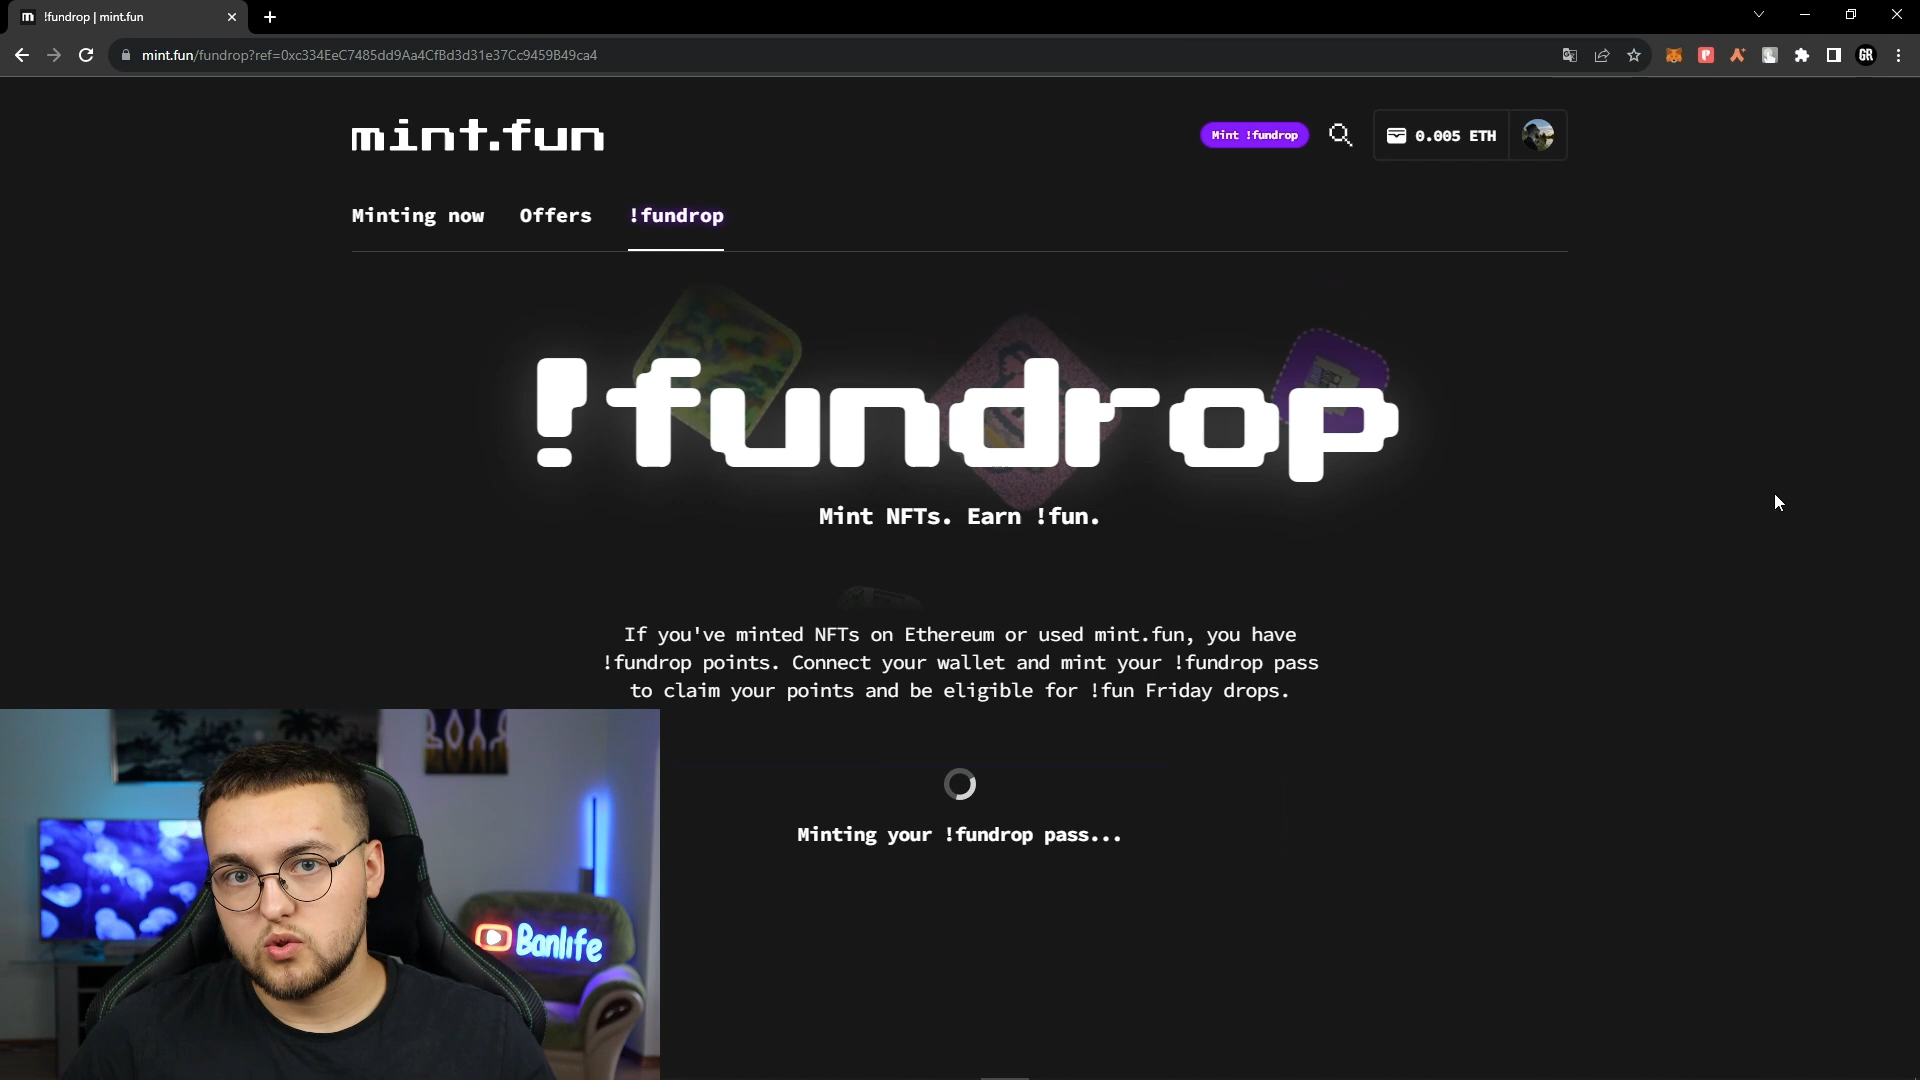 !fundrop | mint.fun
mint.fun/fundrop?ref=0xc334EeC7485dd9Aa4CfBd3d31e37Cc9459B49ca4
GR
mint.fun
Mint !fundrop
0.005 ETH
Minting now Offers !fundrop
!fundrop
Mint NFTs. Earn !fun.
If you've minted NFTs on Ethereum or used mint.fun, you have
!fundrop points. Connect your wallet and mint your !fundrop pass
to claim your points and be eligible for !fun Friday drops.
Minting your !fundrop pass...
Banlife